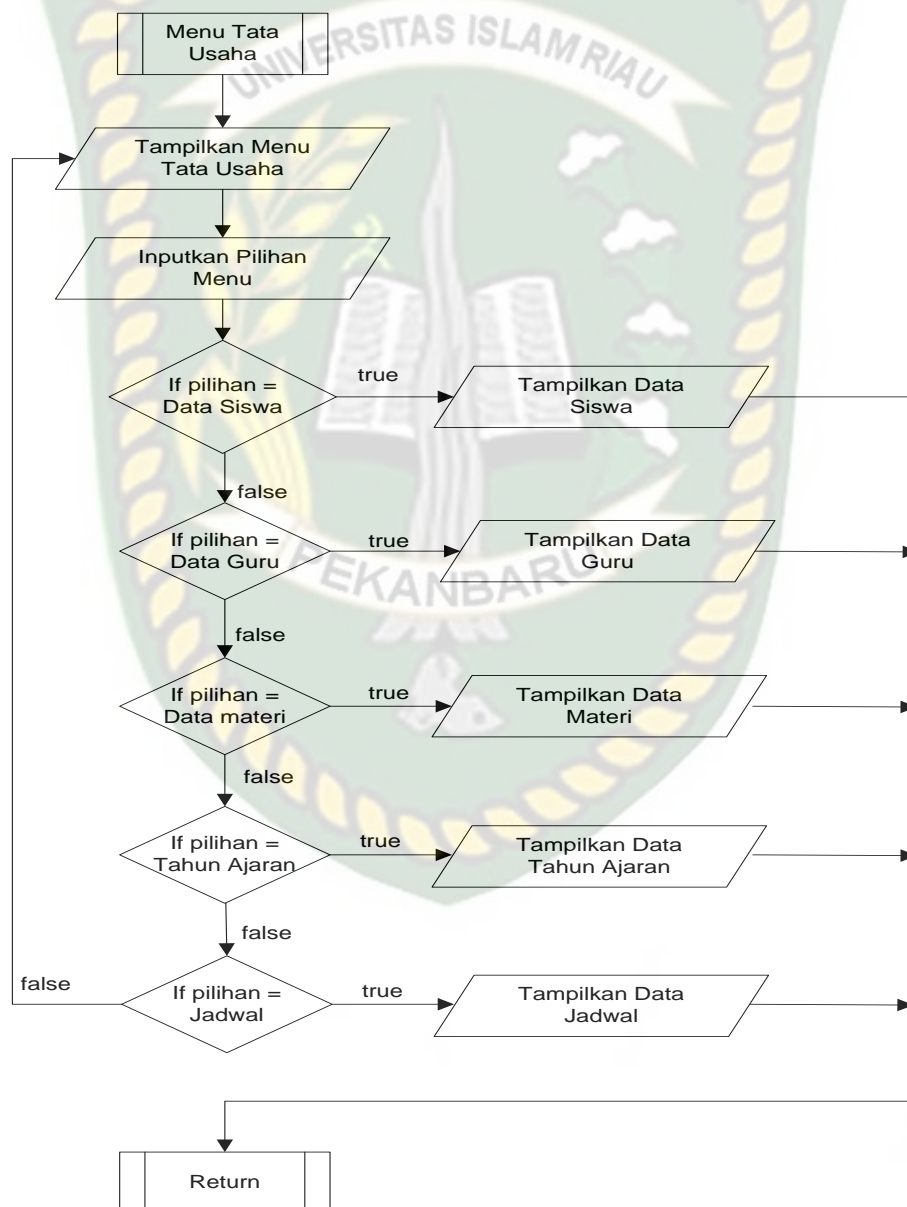 UNIVERSITAS ISLAM RIAU
Menu Tata
Usaha
Tampilkan Menu
Tata Usaha
Inputkan Pilihan
Menu
If pilihan =
Data Siswa
true
Tampilkan Data
Siswa
false
If pilihan =
Data Guru
true
Tampilkan Data
Guru
PEKANBARU
false
If pilihan =
Data materi
true
Tampilkan Data
Materi
false
If pilihan =
Tahun Ajaran
true
Tampilkan Data
Tahun Ajaran
false
false
If pilihan =
Jadwal
true
Tampilkan Data
Jadwal
Return